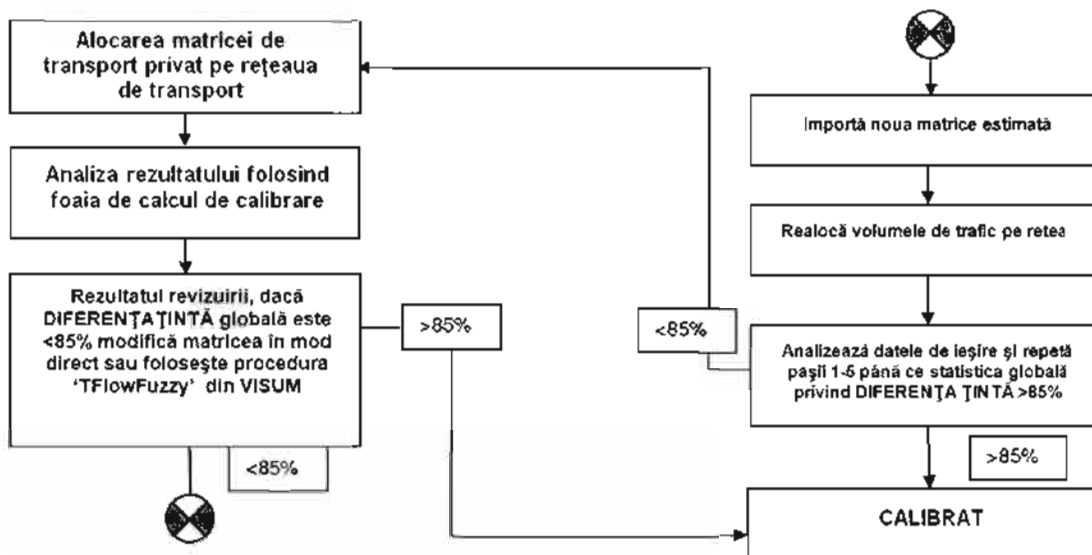 Alocarea matricei de
transport privat pe rețeaua
de transport
Analiza rezultatului folosind
foaia de calcul de calibrare
Rezultatul revizuirii, dacă
DIFERENȚAȚINTĂ globală este
<85% modifică matricea în mod
direct sau folosește procedura
‘TFlowFuzzy’ din VISUM
>85%
<85%
<85%
Importă noua matrice estimată
Realocă volumele de trafic pe retea
Analizează datele de ieșire și repetă
pașii 1-5 până ce statistica globală
privind DIFERENȚA ȚINTĂ >85%
>85%
CALIBRAT